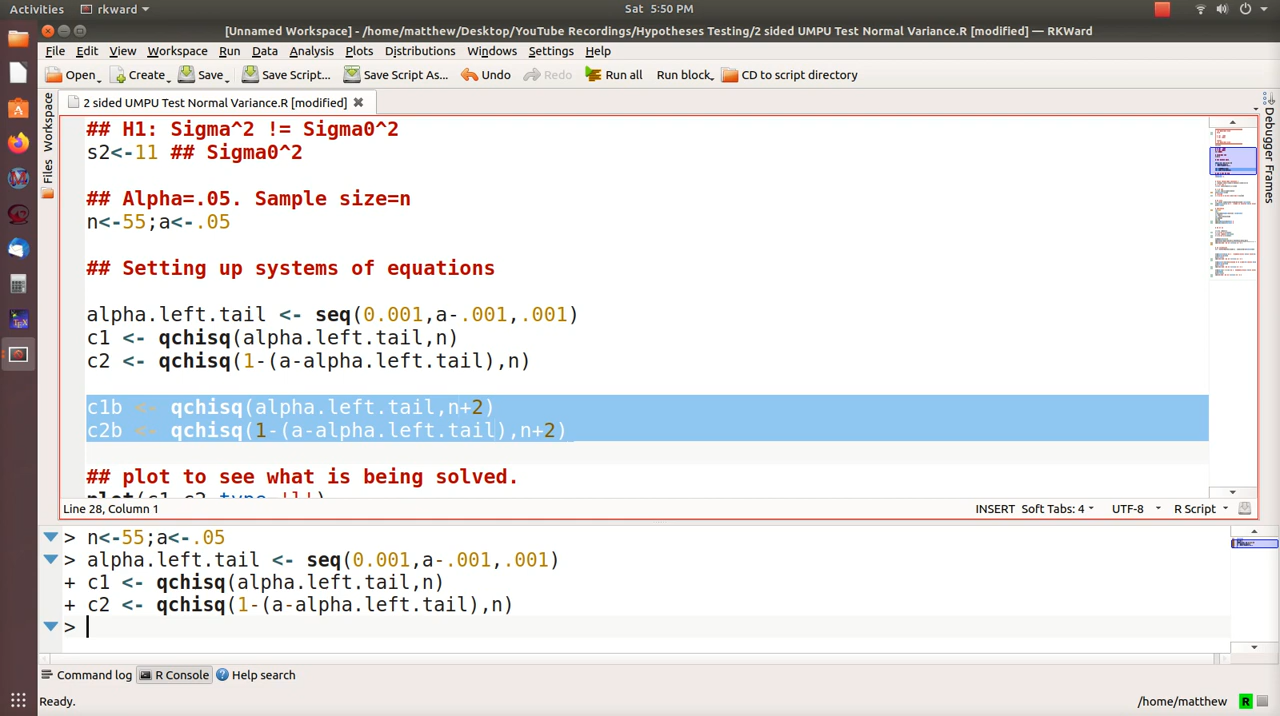 Activities rkward Sat 5:50 PM
[Unnamed Workspace] - /home/matthew/Desktop/YouTube Recordings/Hypotheses Testing/2 sided UMPU Test Normal Variance.R [modified] — RKWard
File Edit View Workspace Run Data Analysis Plots Distributions Windows Settings Help
Open Create Save Save Script... Save Script As... Undo Redo Run all Run block CD to script directory
2 sided UMPU Test Normal Variance.R [modified]
Workspace
Files
Debugger Frames
## H1: Sigma^2 != Sigma0^2
s2<-11 ## Sigma0^2
## Alpha=.05. Sample size=n
n<-55;a<-.05
## Setting up systems of equations
alpha.left.tail <- seq(0.001,a-.001,.001)
c1 <- qchisq(alpha.left.tail,n)
c2 <- qchisq(1-(a-alpha.left.tail),n)
c1b <- qchisq(alpha.left.tail,n+2)
c2b <- qchisq(1-(a-alpha.left.tail),n+2)
## plot to see what is being solved.
plot(c1,c2,type='l')
Line 28, Column 1 INSERT Soft Tabs: 4 UTF-8 R Script
> n<-55;a<-.05
> alpha.left.tail <- seq(0.001,a-.001,.001)
+ c1 <- qchisq(alpha.left.tail,n)
+ c2 <- qchisq(1-(a-alpha.left.tail),n)
>
Command log R Console Help search
Ready. /home/matthew R